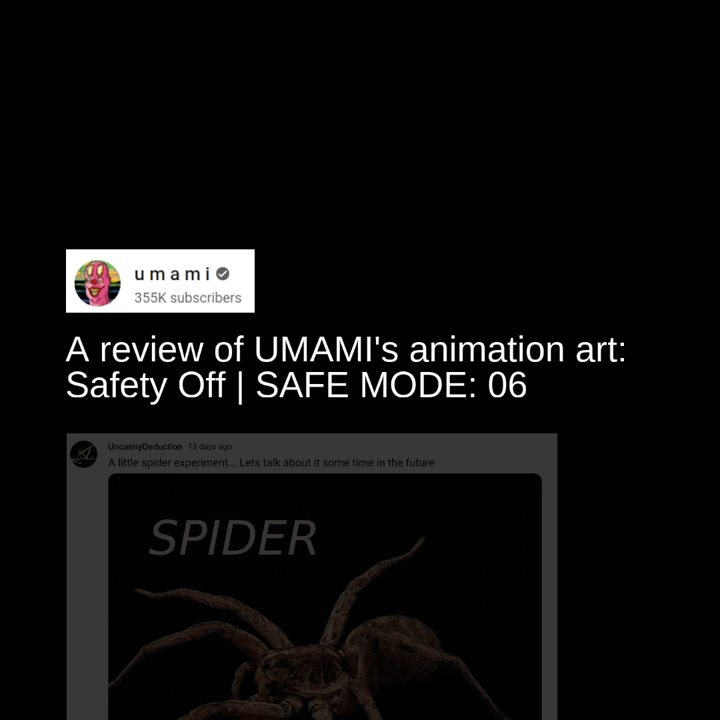 u m a m i
355K subscribers
A review of UMAMI's animation art:
Safety Off | SAFE MODE: 06
UncannyDeduction 13 days ago
A little spider experiment... Lets talk about it some time in the future
SPIDER